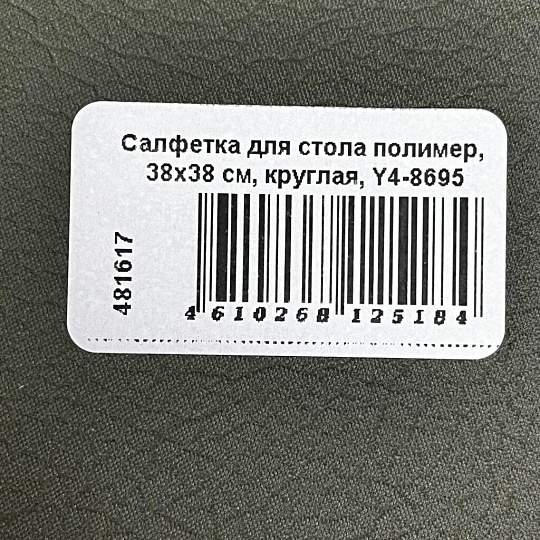 Салфетка для стола полимер,
38х38 см, круглая, Y4-8695
481617
4 610268 125184